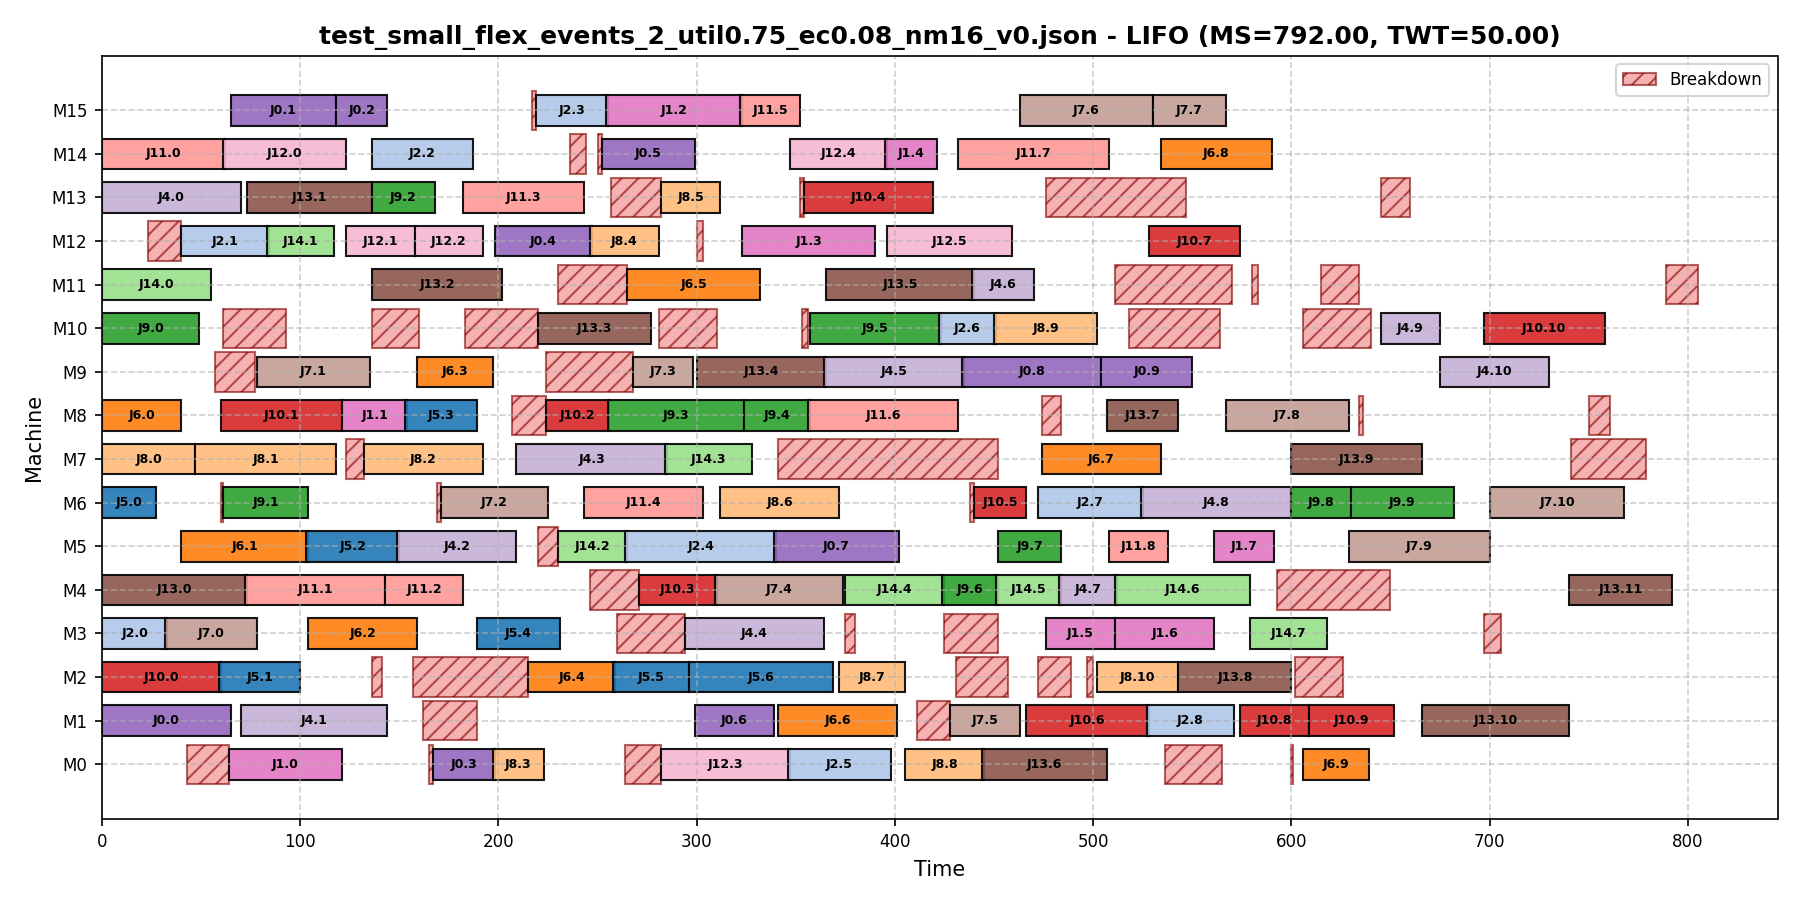 test_small_flex_events_2_util0.75_ec0.08_nm16_v0.json - LIFO (MS=792.00, TWT=50.00)
Breakdown
M15 J0.1 J0.2 J2.3 J1.2 J11.5 J7.6 J7.7
M14 J11.0 J12.0 J2.2 J0.5 J12.4 J1.4 J11.7 J6.8
M13 J4.0 J13.1 J9.2 J11.3 J8.5 J10.4
M12 J2.1 J14.1 J12.1 J12.2 J0.4 J8.4 J1.3 J12.5 J10.7
M11 J14.0 J13.2 J6.5 J13.5 J4.6
M10 J9.0 J13.3 J9.5 J2.6 J8.9 J4.9 J10.10
M9 J7.1 J6.3 J7.3 J13.4 J4.5 J0.8 J0.9 J4.10
M8 J6.0 J10.1 J1.1 J5.3 J10.2 J9.3 J9.4 J11.6 J13.7 J7.8
M7 J8.0 J8.1 J8.2 J4.3 J14.3 J6.7 J13.9
M6 J5.0 J9.1 J7.2 J11.4 J8.6 J10.5 J2.7 J4.8 J9.8 J9.9 J7.10
M5 J6.1 J5.2 J4.2 J14.2 J2.4 J0.7 J9.7 J11.8 J1.7 J7.9
M4 J13.0 J11.1 J11.2 J10.3 J7.4 J14.4 J9.6 J14.5 J4.7 J14.6 J13.11
M3 J2.0 J7.0 J6.2 J5.4 J4.4 J1.5 J1.6 J14.7
M2 J10.0 J5.1 J6.4 J5.5 J5.6 J8.7 J8.10 J13.8
M1 J0.0 J4.1 J0.6 J6.6 J7.5 J10.6 J2.8 J10.8 J10.9 J13.10
M0 J1.0 J0.3 J8.3 J12.3 J2.5 J8.8 J13.6 J6.9
0 100 200 300 400 500 600 700 800
Time
Machine